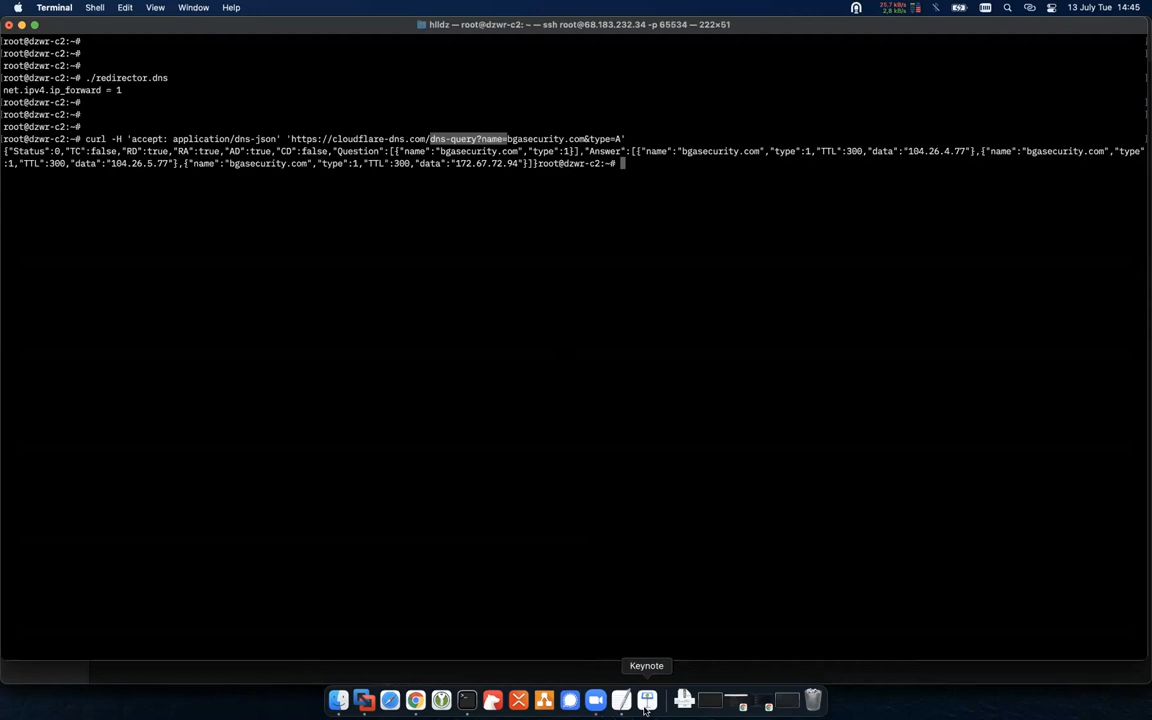 Terminal Shell Edit View Window Help 25,7 kB/s 2,8 kB/s 13 July Tue 14:45
hlldz — root@dzwr-c2: ~ — ssh root@68.183.232.34 -p 65534 — 222×51
[root@dzwr-c2:~#
[root@dzwr-c2:~#
[root@dzwr-c2:~#
[root@dzwr-c2:~# ./redirector.dns
net.ipv4.ip_forward = 1
[root@dzwr-c2:~#
[root@dzwr-c2:~#
[root@dzwr-c2:~#
[root@dzwr-c2:~# curl -H 'accept: application/dns-json' 'https://cloudflare-dns.com/dns-query?name=bgasecurity.com&type=A'
{"Status":0,"TC":false,"RD":true,"RA":true,"AD":true,"CD":false,"Question":[{"name":"bgasecurity.com","type":1}],"Answer":[{"name":"bgasecurity.com","type":1,"TTL":300,"data":"104.26.4.77"},{"name":"bgasecurity.com","type"
:1,"TTL":300,"data":"104.26.5.77"},{"name":"bgasecurity.com","type":1,"TTL":300,"data":"172.67.72.94"}]}root@dzwr-c2:~#
Keynote